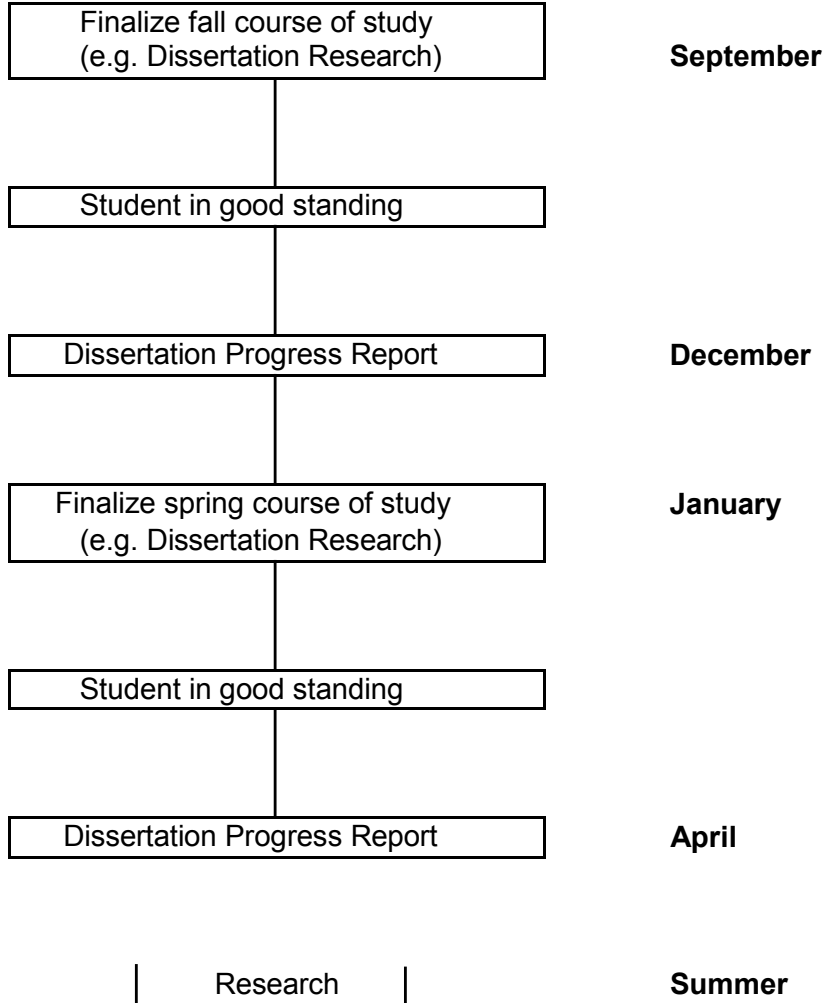 Finalize fall course of study
(e.g. Dissertation Research)
September
Student in good standing
Dissertation Progress Report
December
Finalize spring course of study
January
(e.g. Dissertation Research)
Student in good standing
Dissertation Progress Report
April
Research
Summer